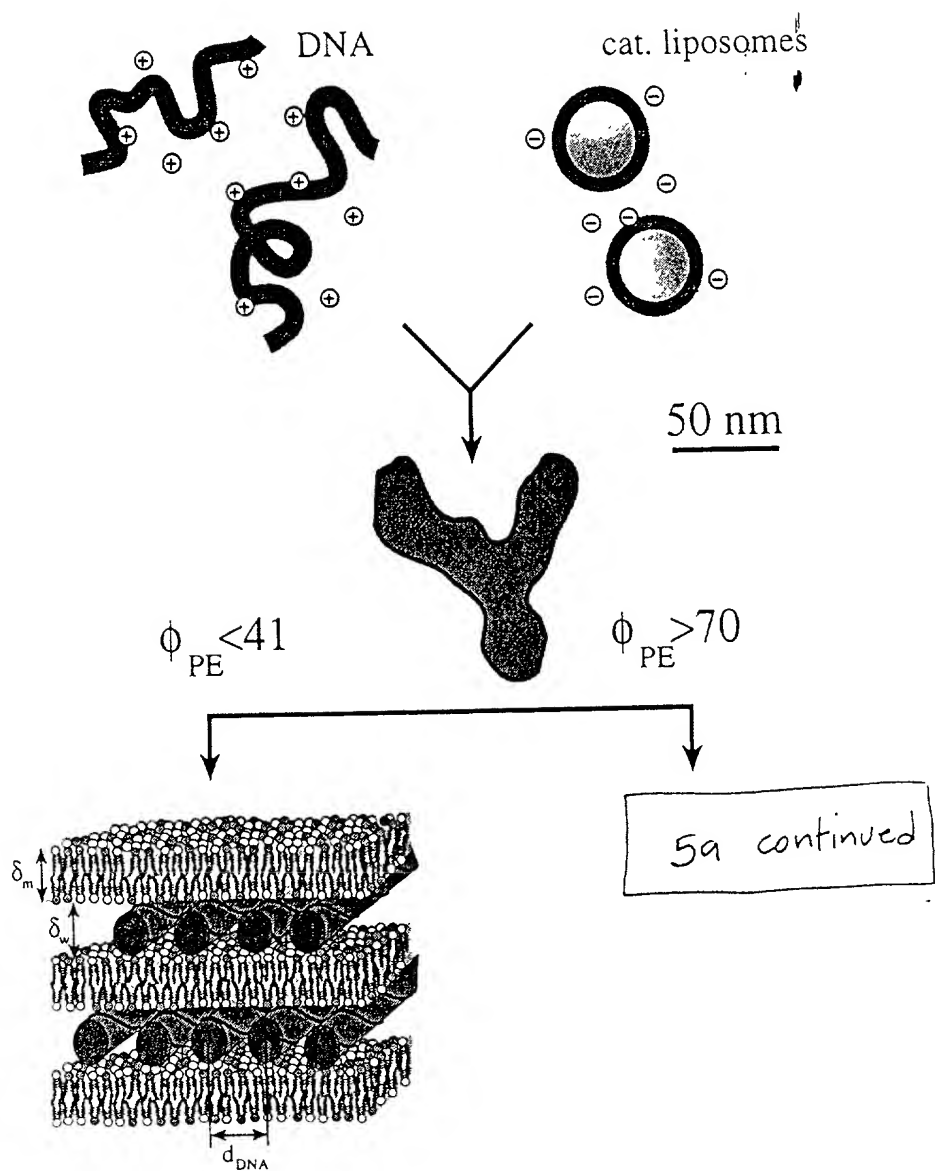 DNA
cat. liposomes
50 nm
ϕPE<41
ϕPE>70
5a continued
δm
δw
dDNA